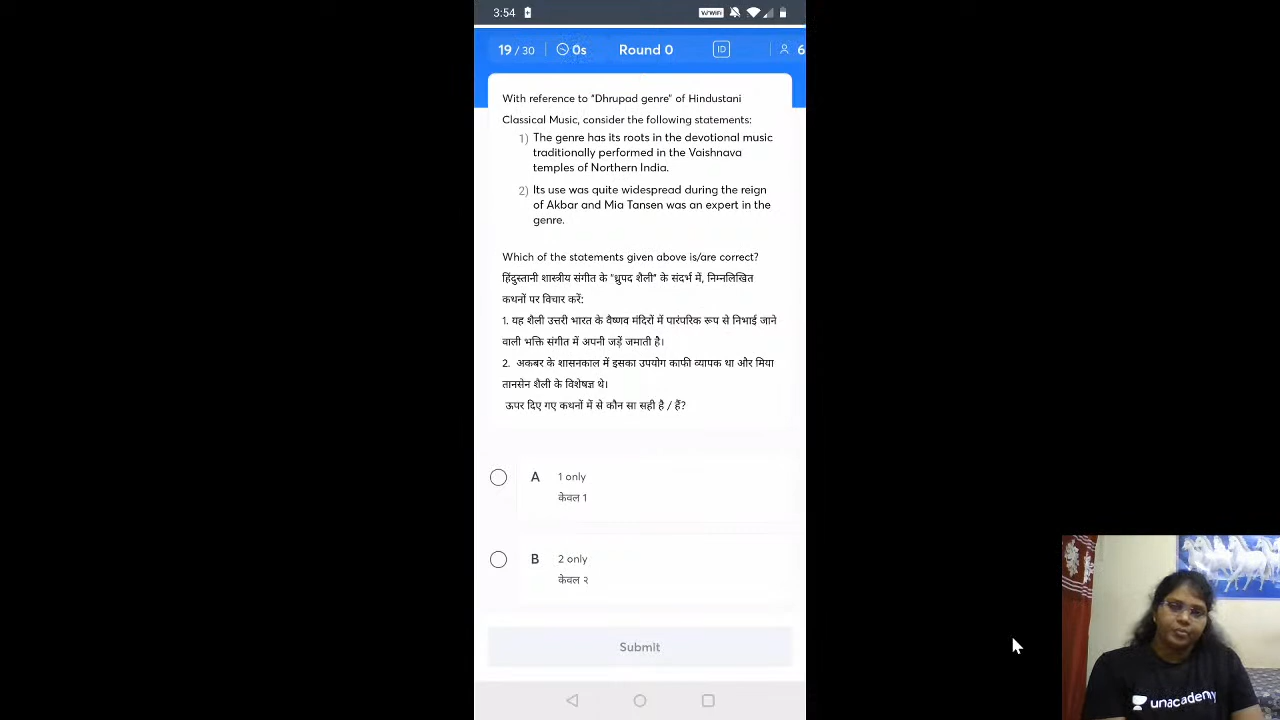 3:54
VoWiFi
19 / 30
0s
Round 0
ID
6
With reference to "Dhrupad genre" of Hindustani
Classical Music, consider the following statements:
1) The genre has its roots in the devotional music
traditionally performed in the Vaishnava
temples of Northern India.
2) Its use was quite widespread during the reign
of Akbar and Mia Tansen was an expert in the
genre.
Which of the statements given above is/are correct?
हिंदुस्तानी शास्त्रीय संगीत के "ध्रुपद शैली" के संदर्भ में, निम्नलिखित
कथनों पर विचार करें:
1. यह शैली उत्तरी भारत के वैष्णव मंदिरों में पारंपरिक रूप से निभाई जाने
वाली भक्ति संगीत में अपनी जड़ें जमाती है।
2. अकबर के शासनकाल में इसका उपयोग काफी व्यापक था और मिया
तानसेन शैली के विशेषज्ञ थे।
ऊपर दिए गए कथनों में से कौन सा सही है / हैं?
A 1 only
केवल 1
B 2 only
केवल २
Submit
unacademy